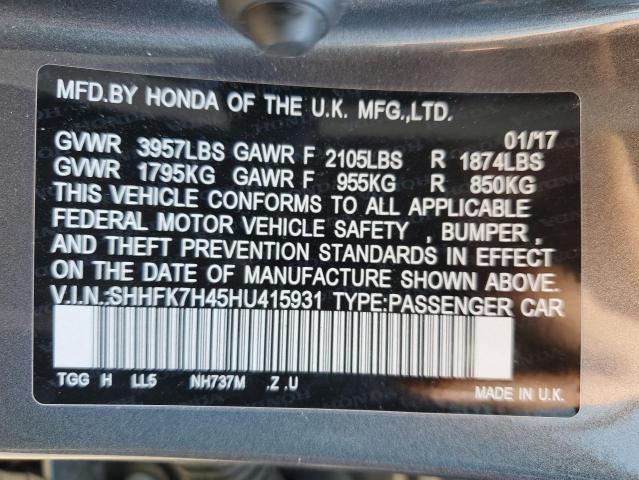 MFD.BY HONDA OF THE U.K. MFG.,LTD.
01/17
GVWR 3957LBS GAWR F 2105LBS R 1874LBS
GVWR 1795KG GAWR F 955KG R 850KG
THIS VEHICLE CONFORMS TO ALL APPLICABLE
FEDERAL MOTOR VEHICLE SAFETY , BUMPER ,
AND THEFT PREVENTION STANDARDS IN EFFECT
ON THE DATE OF MANUFACTURE SHOWN ABOVE.
V.I.N.:SHHFK7H45HU415931 TYPE:PASSENGER CAR
TGG H LL5 NH737M .Z .U
MADE IN U.K.